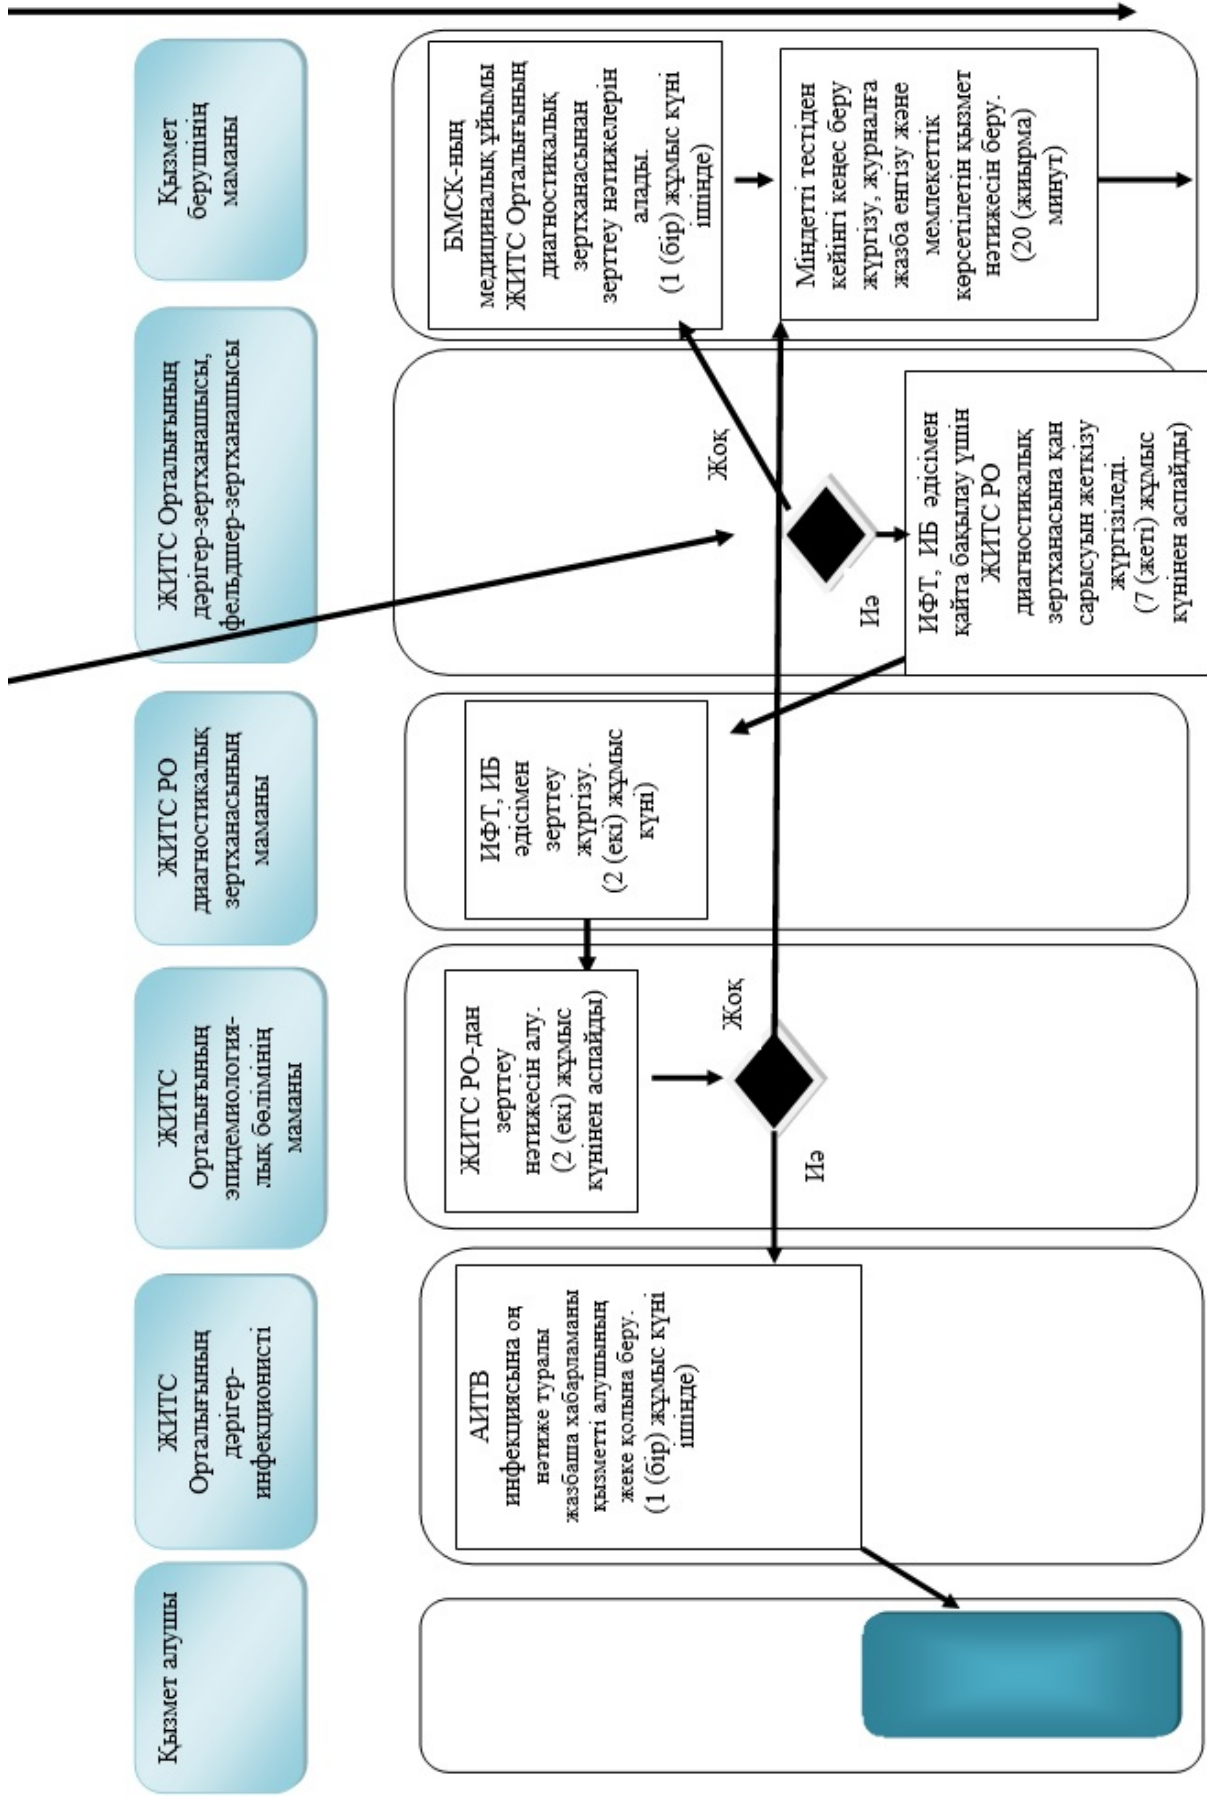 Қызмет алушы
ЖИТС
Орталығының
дәрігер-
инфекционисті
ЖИТС
Орталығының
эпидемиология-
лық бөлімінің
маманы
ЖИТС РО
диагностикалық
зертханасының
маманы
ЖИТС Орталығының
дәрігер-зертханашысы,
фельдшер-зертханашысы
Қызмет
берушінің
маманы
АИТВ
инфекциясына оң
нәтиже туралы
жазбаша хабарламаны
қызметті алушының
жеке қолына беру.
(1 (бір) жұмыс күні
ішінде)
ЖИТС РО-дан
зерттеу
нәтижесін алу.
(2 (екі) жұмыс
күнінен аспайды)
Иә
Жоқ
ИФТ, ИБ
әдісімен
зерттеу
жүргізу.
(2 (екі) жұмыс
күні)
Иә
Жоқ
ИФТ, ИБ әдісімен
қайта бақылау үшін
ЖИТС РО
диагностикалық
зертханасына қан
сарысуын жеткізу
жүргізіледі.
(7 (жеті) жұмыс
күнінен аспайды)
БМСК-ның
медициналық ұйымы
ЖИТС Орталығының
диагностикалық
зертханасынан
зерттеу нәтижелерін
алады.
(1 (бір) жұмыс күні
ішінде)
Міндетті тестіден
кейінгі кеңес беру
жүргізу, журналға
жазба енгізу және
мемлекеттік
көрсетілетін қызмет
нәтижесін беру.
(20 (жиырма)
минут)